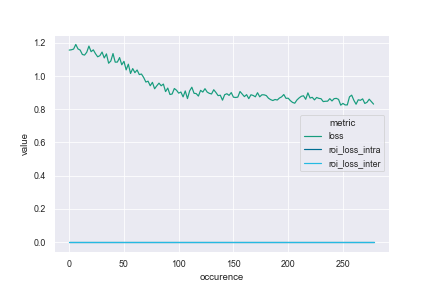 1.2
1.0
0.8
0.6
0.4
0.2
0.0
value
metric
loss
roi_loss_intra
roi_loss_inter
0 50 100 150 200 250
occurence